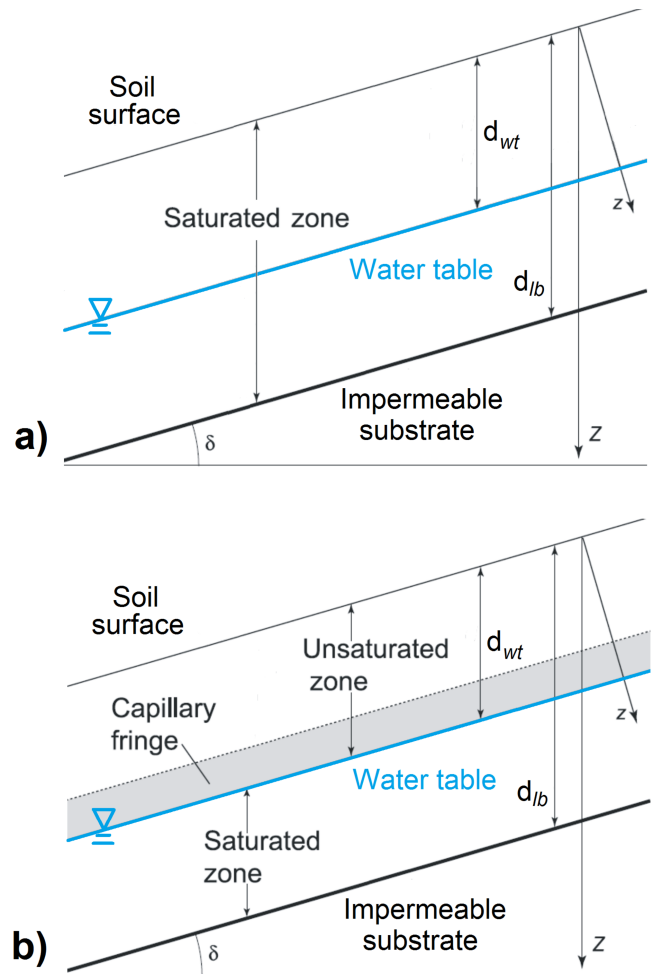 Soil
surface
d_wt
Saturated zone
z
Water table
d_lb
Impermeable
substrate
a)
δ
Z
Soil
surface
Unsaturated
zone
d_wt
Capillary
fringe
z
Water table
d_lb
Saturated
zone
Impermeable
substrate
b)
δ
Z